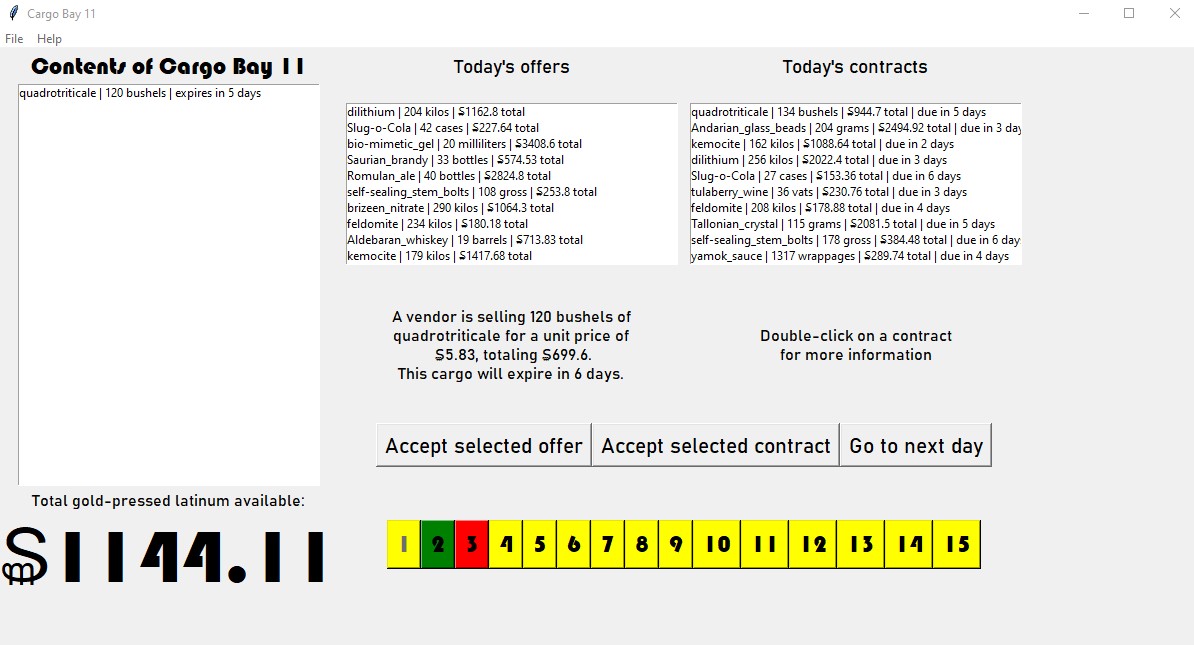 Cargo Bay 11
File Help
Contents of Cargo Bay 11
quadrotriticale | 120 bushels | expires in 5 days
Total gold-pressed latinum available:
S̶1144.11
Today's offers
dilithium | 204 kilos | S̶1162.8 total
Slug-o-Cola | 42 cases | S̶227.64 total
bio-mimetic_gel | 20 milliliters | S̶3408.6 total
Saurian_brandy | 33 bottles | S̶574.53 total
Romulan_ale | 40 bottles | S̶2824.8 total
self-sealing_stem_bolts | 108 gross | S̶253.8 total
brizeen_nitrate | 290 kilos | S̶1064.3 total
feldomite | 234 kilos | S̶180.18 total
Aldebaran_whiskey | 19 barrels | S̶713.83 total
kemocite | 179 kilos | S̶1417.68 total
A vendor is selling 120 bushels of
quadrotriticale for a unit price of
S̶5.83, totaling S̶699.6.
This cargo will expire in 6 days.
Today's contracts
quadrotriticale | 134 bushels | S̶944.7 total | due in 5 days
Andarian_glass_beads | 204 grams | S̶2494.92 total | due in 3 day
kemocite | 162 kilos | S̶1088.64 total | due in 2 days
dilithium | 256 kilos | S̶2022.4 total | due in 3 days
Slug-o-Cola | 27 cases | S̶153.36 total | due in 6 days
tulaberry_wine | 36 vats | S̶230.76 total | due in 3 days
feldomite | 208 kilos | S̶178.88 total | due in 4 days
Tallonian_crystal | 115 grams | S̶2081.5 total | due in 5 days
self-sealing_stem_bolts | 178 gross | S̶384.48 total | due in 6 day
yamok_sauce | 1317 wrappages | S̶289.74 total | due in 4 days
Double-click on a contract
for more information
Accept selected offer Accept selected contract Go to next day
1 2 3 4 5 6 7 8 9 10 11 12 13 14 15